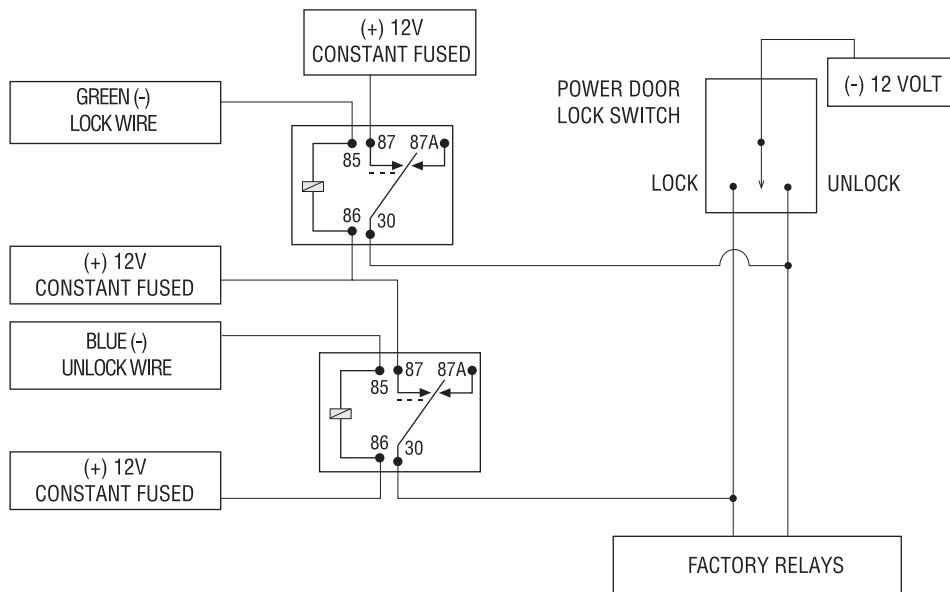 (+) 12V
CONSTANT FUSED
GREEN (-)
LOCK WIRE
87
87A
85
86
30
(+) 12V
CONSTANT FUSED
BLUE (-)
UNLOCK WIRE
87
87A
85
86
30
(+) 12V
CONSTANT FUSED
POWER DOOR
LOCK SWITCH
(-) 12 VOLT
LOCK
UNLOCK
FACTORY RELAYS